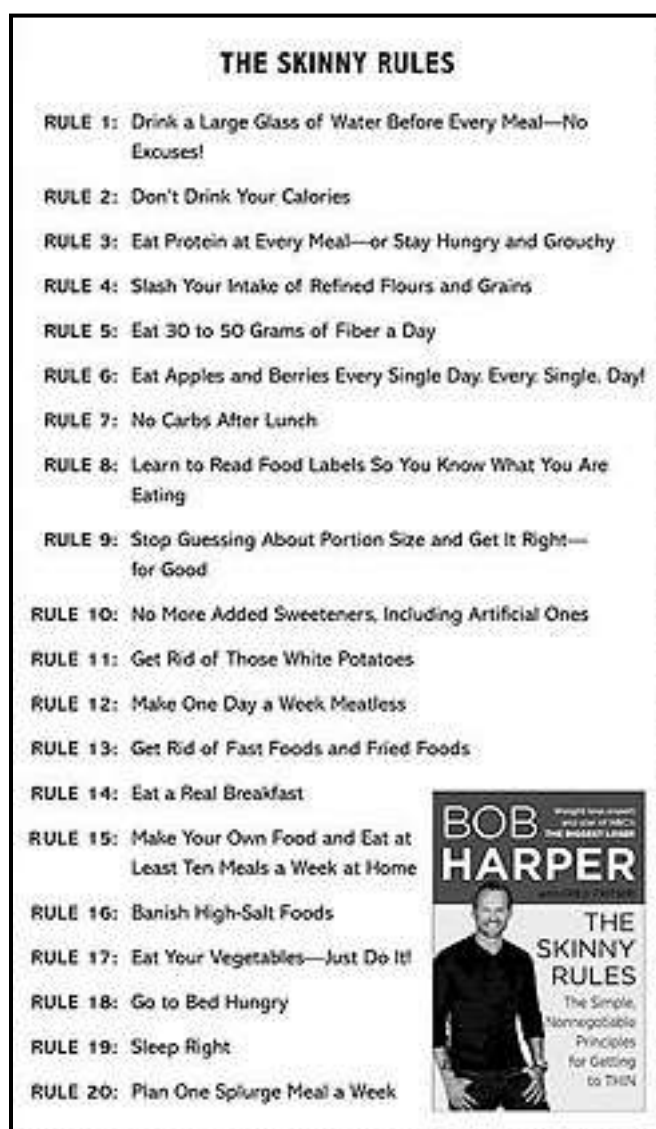 THE SKINNY RULES
RULE 1: Drink a Large Glass of Water Before Every Meal—No
Excuses!
RULE 2: Don't Drink Your Calories
RULE 3: Eat Protein at Every Meal—or Stay Hungry and Grouchy
RULE 4: Slash Your Intake of Refined Flours and Grains
RULE 5: Eat 30 to 50 Grams of Fiber a Day
RULE 6: Eat Apples and Berries Every Single Day. Every. Single. Day!
RULE 7: No Carbs After Lunch
RULE 8: Learn to Read Food Labels So You Know What You Are
Eating
RULE 9: Stop Guessing About Portion Size and Get It Right—
for Good
RULE 10: No More Added Sweeteners, Including Artificial Ones
RULE 11: Get Rid of Those White Potatoes
RULE 12: Make One Day a Week Meatless
RULE 13: Get Rid of Fast Foods and Fried Foods
RULE 14: Eat a Real Breakfast
RULE 15: Make Your Own Food and Eat at
Least Ten Meals a Week at Home
RULE 16: Banish High-Salt Foods
RULE 17: Eat Your Vegetables—Just Do It!
RULE 18: Go to Bed Hungry
RULE 19: Sleep Right
RULE 20: Plan One Splurge Meal a Week
BOB
Weight loss expert
and star of NBC's
THE BIGGEST LOSER
HARPER
THE
SKINNY
RULES
The Simple,
Nonnegotiable
Principles
for Getting
to THIN